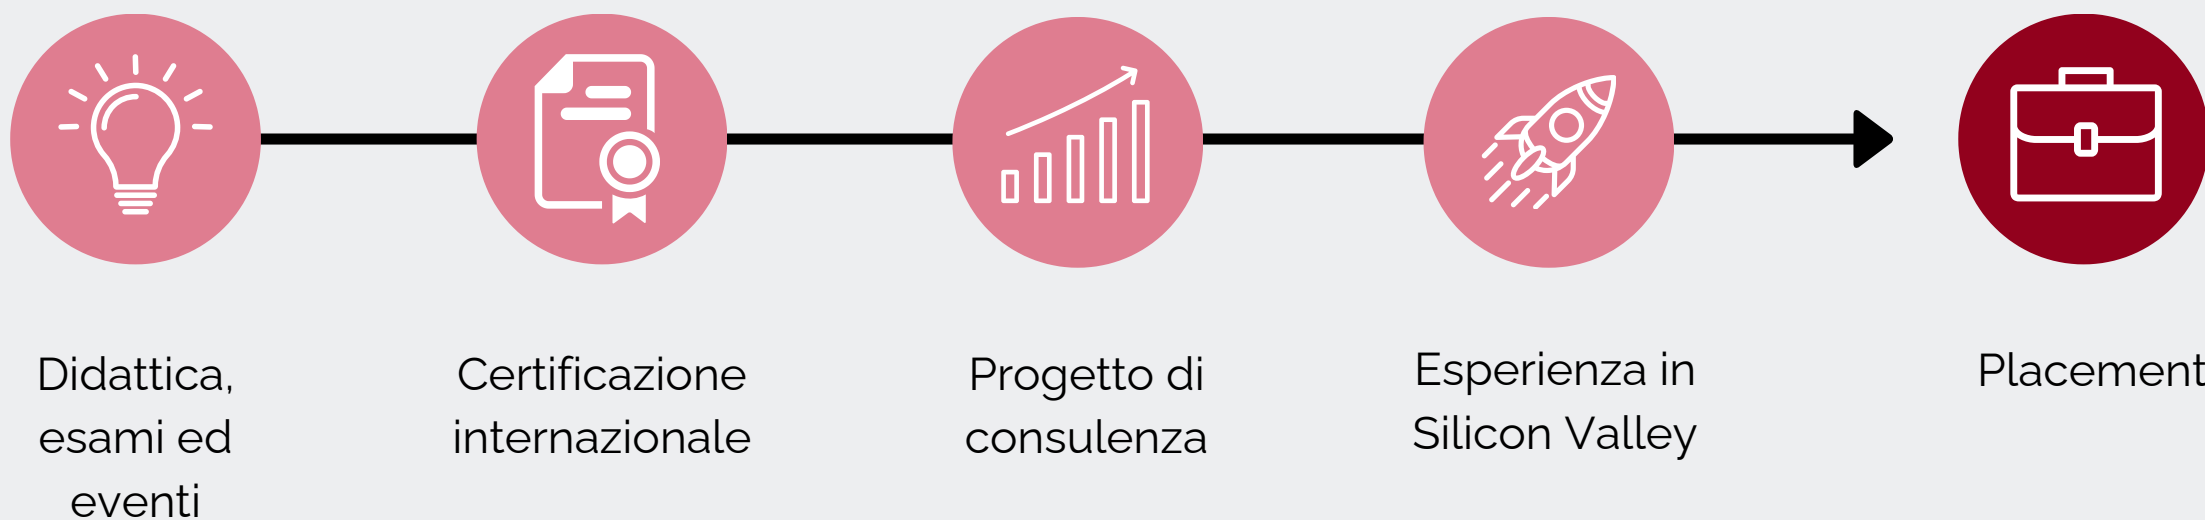 Didattica,
esami ed
eventi
Certificazione
internazionale
Progetto di
consulenza
Esperienza in
Silicon Valley
Placement